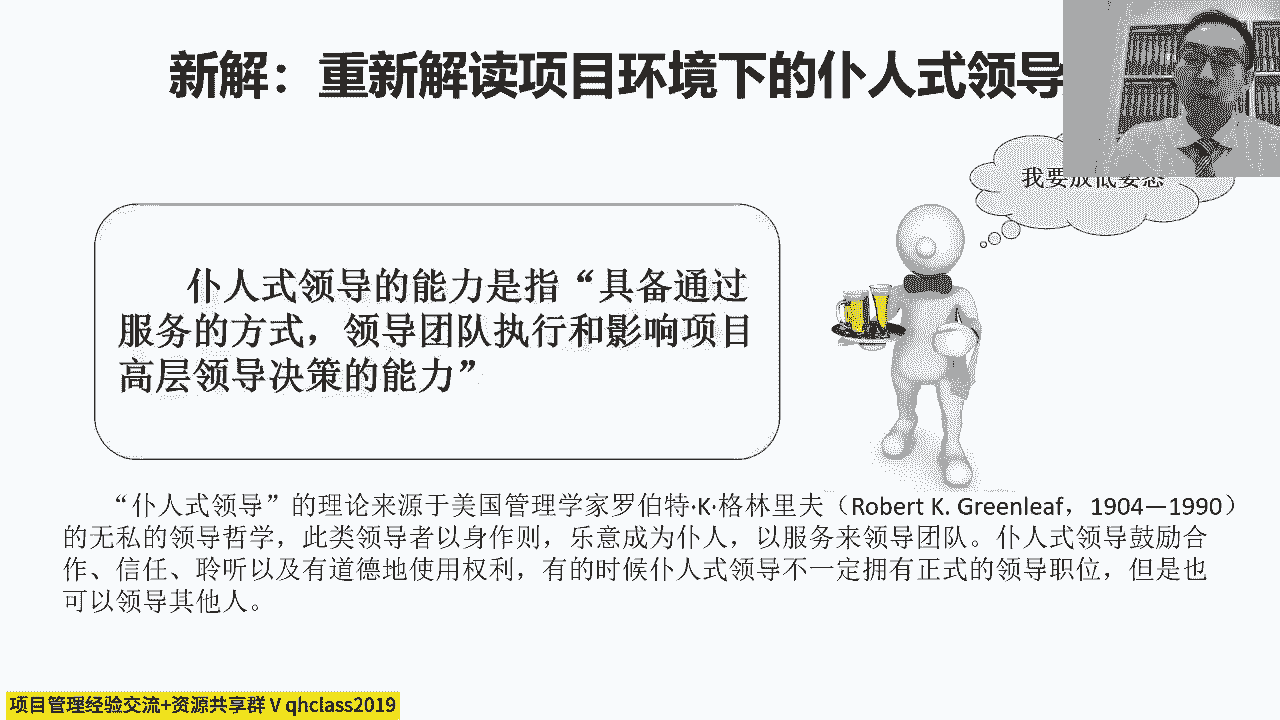 新解：重新解读项目环境下的仆人式领导
我要放低姿态
仆人式领导的能力是指“具备通过
服务的方式，领导团队执行和影响项目
高层领导决策的能力”
“仆人式领导”的理论来源于美国管理学家罗伯特·K·格林里夫（Robert K. Greenleaf，1904—1990）
的无私的领导哲学，此类领导者以身作则，乐意成为仆人，以服务来领导团队。仆人式领导鼓励合
作、信任、聆听以及有道德地使用权利，有的时候仆人式领导不一定拥有正式的领导职位，但是也
可以领导其他人。
项目管理经验交流+资源共享群 V qhclass2019